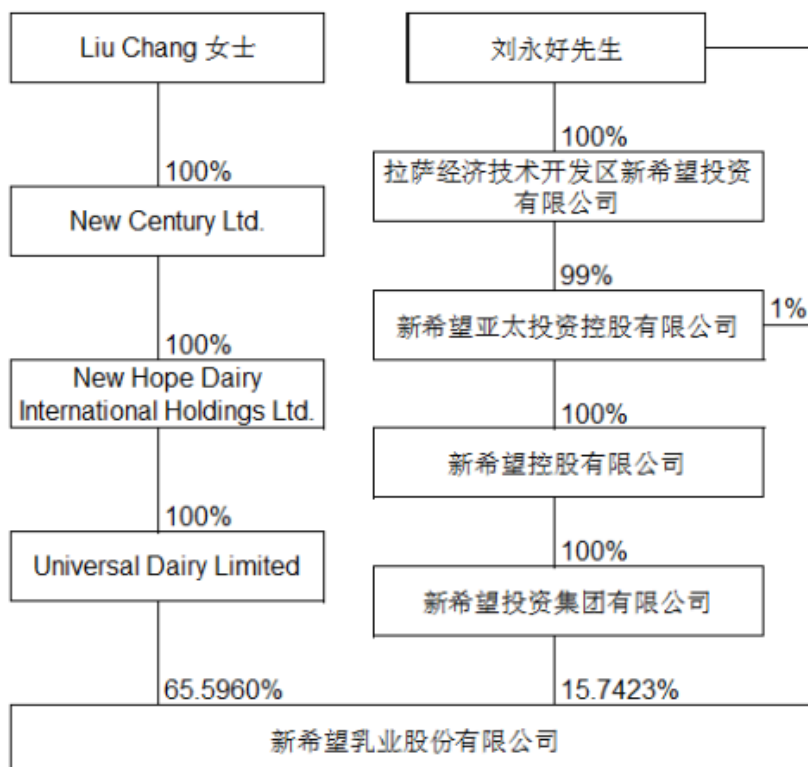 Liu Chang 女士
刘永好先生
100%
100%
拉萨经济技术开发区新希望投资
有限公司
New Century Ltd.
99%
1%
新希望亚太投资控股有限公司
100%
New Hope Dairy
International Holdings Ltd.
100%
新希望控股有限公司
100%
Universal Dairy Limited
100%
新希望投资集团有限公司
65.5960%
15.7423%
新希望乳业股份有限公司